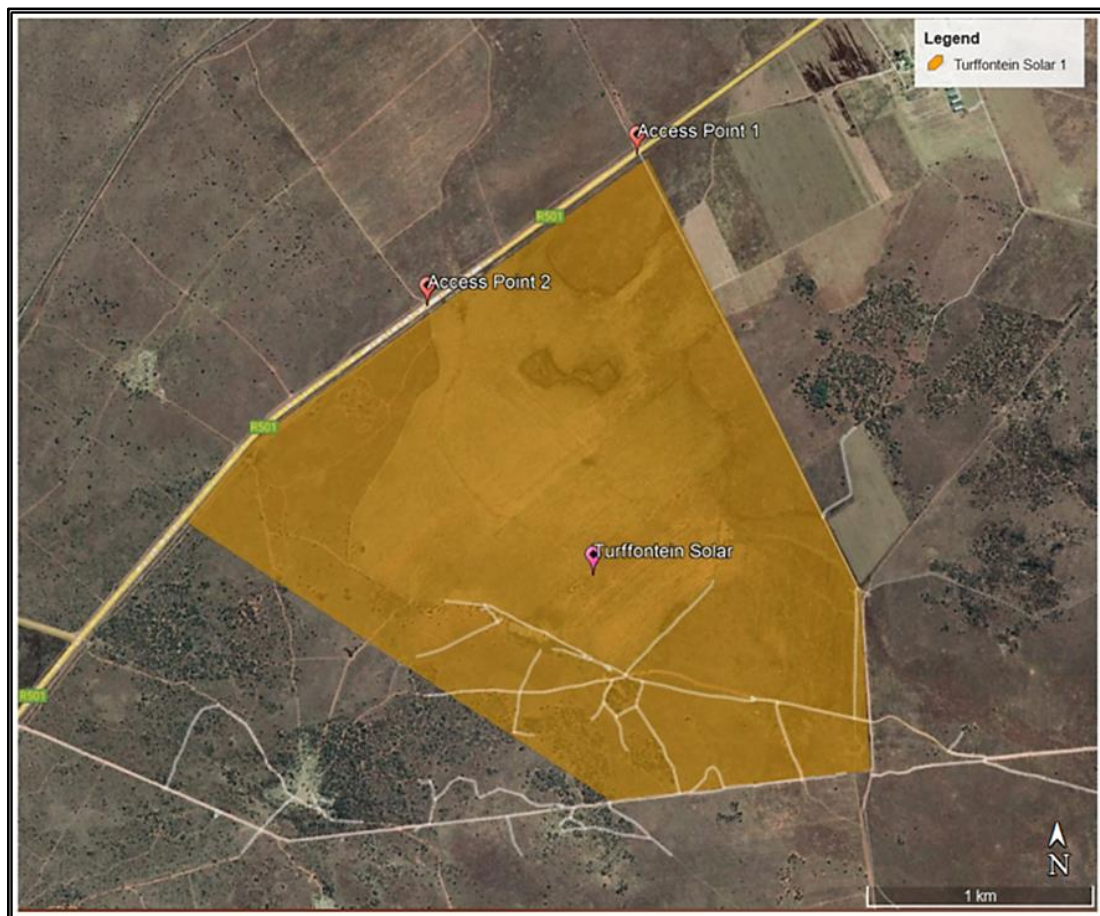 Legend
Turffontein Solar 1
Access Point 1
R501
Access Point 2
R501
Turffontein Solar
R501
N
1 km